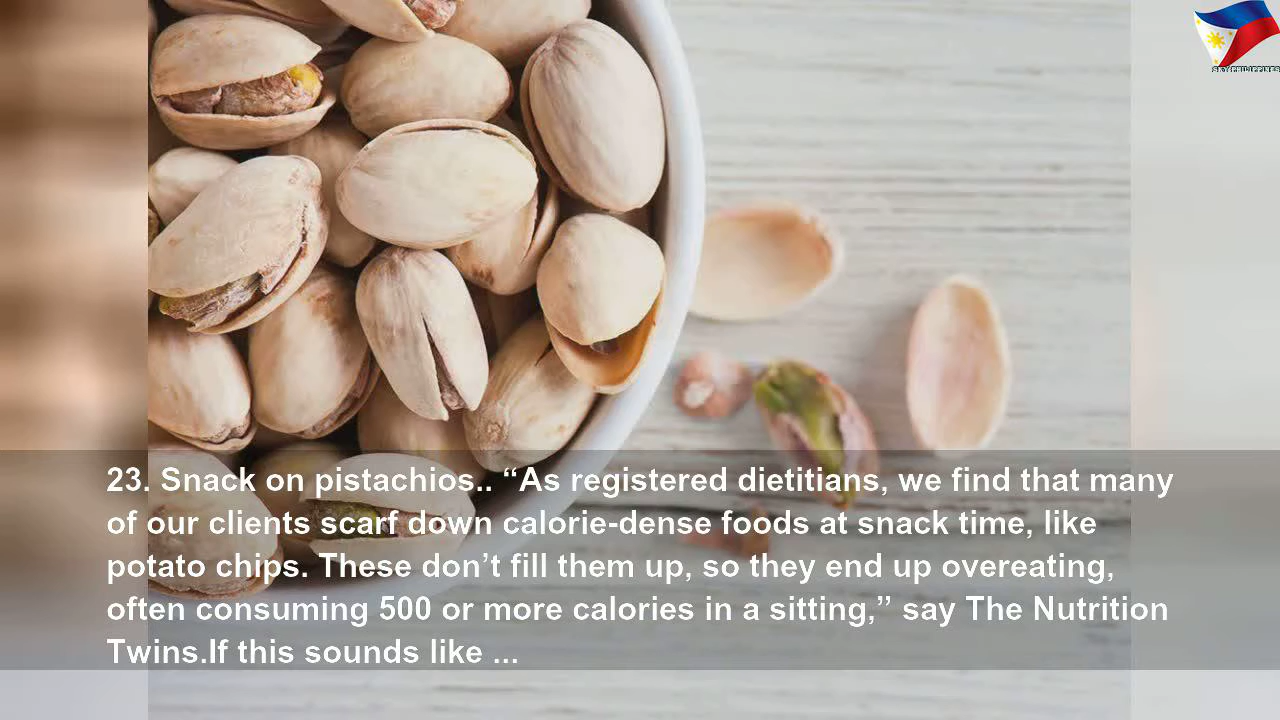 23. Snack on pistachios.. “As registered dietitians, we find that many
of our clients scarf down calorie-dense foods at snack time, like
potato chips. These don’t fill them up, so they end up overeating,
often consuming 500 or more calories in a sitting,” say The Nutrition
Twins.If this sounds like ...